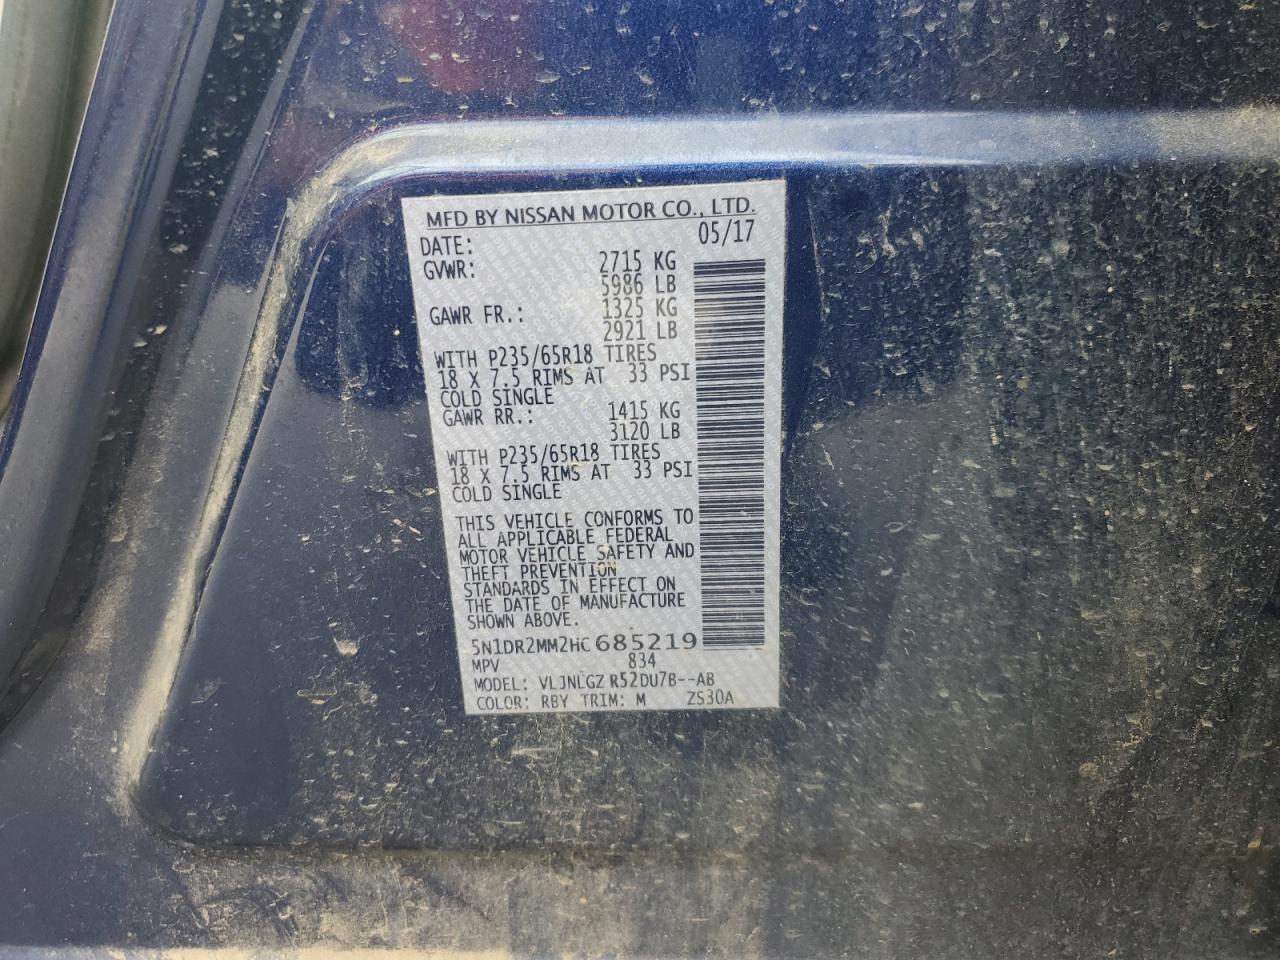 MFD BY NISSAN MOTOR CO., LTD.
DATE: 05/17
GVWR: 2715 KG
5986 LB
GAWR FR.: 1325 KG
2921 LB
WITH P235/65R18 TIRES
18 X 7.5 RIMS AT 33 PSI
COLD SINGLE
GAWR RR.: 1415 KG
3120 LB
WITH P235/65R18 TIRES
18 X 7.5 RIMS AT 33 PSI
COLD SINGLE
THIS VEHICLE CONFORMS TO
ALL APPLICABLE FEDERAL
MOTOR VEHICLE SAFETY AND
THEFT PREVENTION
STANDARDS IN EFFECT ON
THE DATE OF MANUFACTURE
SHOWN ABOVE.
5N1DR2MM2HC685219
MPV 834
MODEL: VLJNLGZ R52DU7B--AB
COLOR: RBY TRIM: M ZS30A